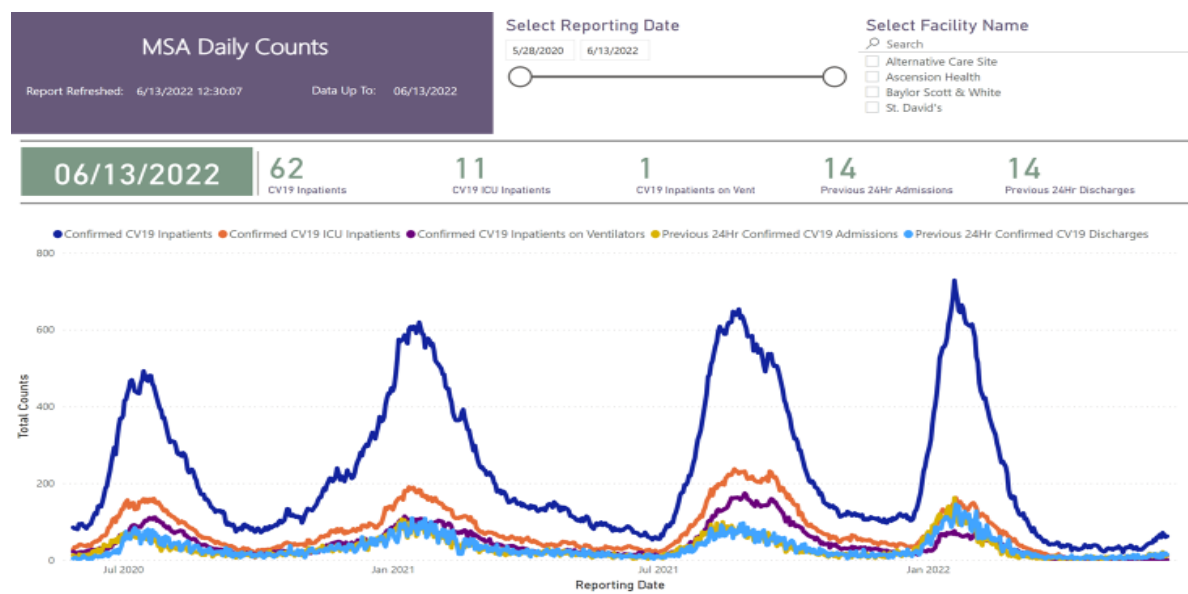 MSA Daily Counts
Report Refreshed: 6/13/2022 12:30:07 Data Up To: 06/13/2022
Select Reporting Date
5/28/2020 6/13/2022
Select Facility Name
Search
Alternative Care Site
Ascension Health
Baylor Scott & White
St. David's
06/13/2022
62
CV19 Inpatients
11
CV19 ICU Inpatients
1
CV19 Inpatients on Vent
14
Previous 24Hr Admissions
14
Previous 24Hr Discharges
Confirmed CV19 Inpatients Confirmed CV19 ICU Inpatients Confirmed CV19 Inpatients on Ventilators Previous 24Hr Confirmed CV19 Admissions Previous 24Hr Confirmed CV19 Discharges
800
600
400
200
0
Total Counts
Jul 2020 Jan 2021 Jul 2021 Jan 2022
Reporting Date